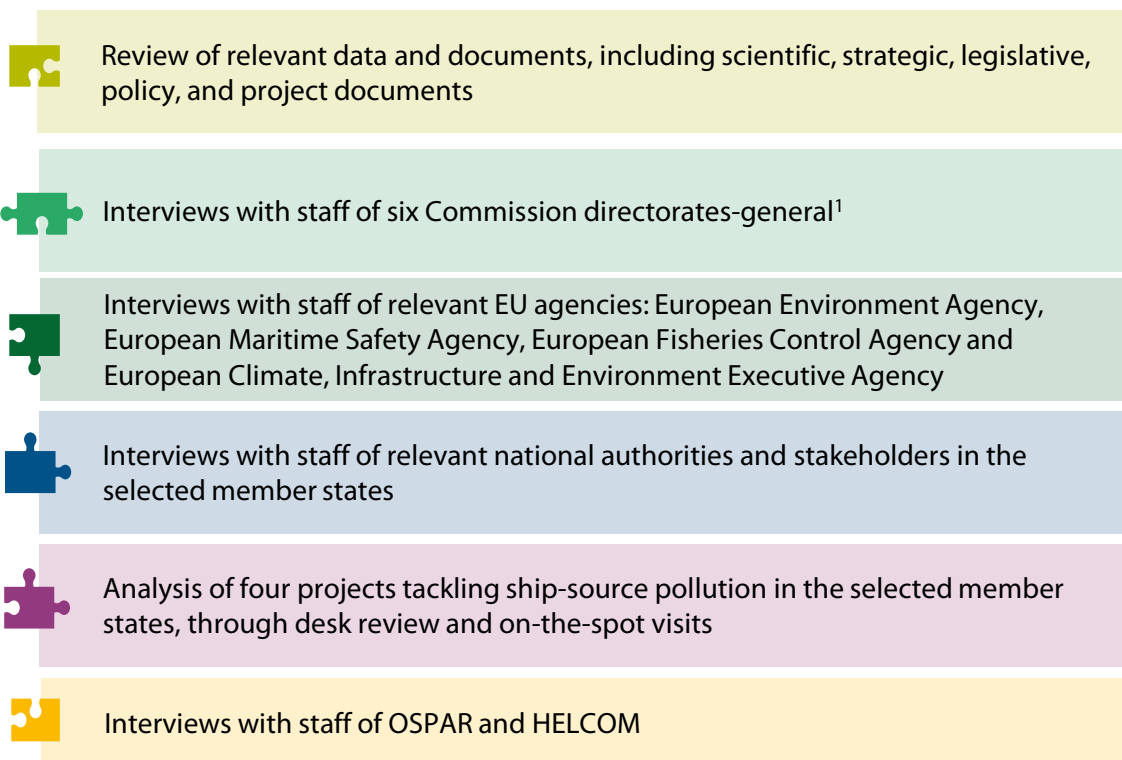 Review of relevant data and documents, including scientific, strategic, legislative,
policy, and project documents
Interviews with staff of six Commission directorates-general¹
Interviews with staff of relevant EU agencies: European Environment Agency,
European Maritime Safety Agency, European Fisheries Control Agency and
European Climate, Infrastructure and Environment Executive Agency
Interviews with staff of relevant national authorities and stakeholders in the
selected member states
Analysis of four projects tackling ship-source pollution in the selected member
states, through desk review and on-the-spot visits
Interviews with staff of OSPAR and HELCOM